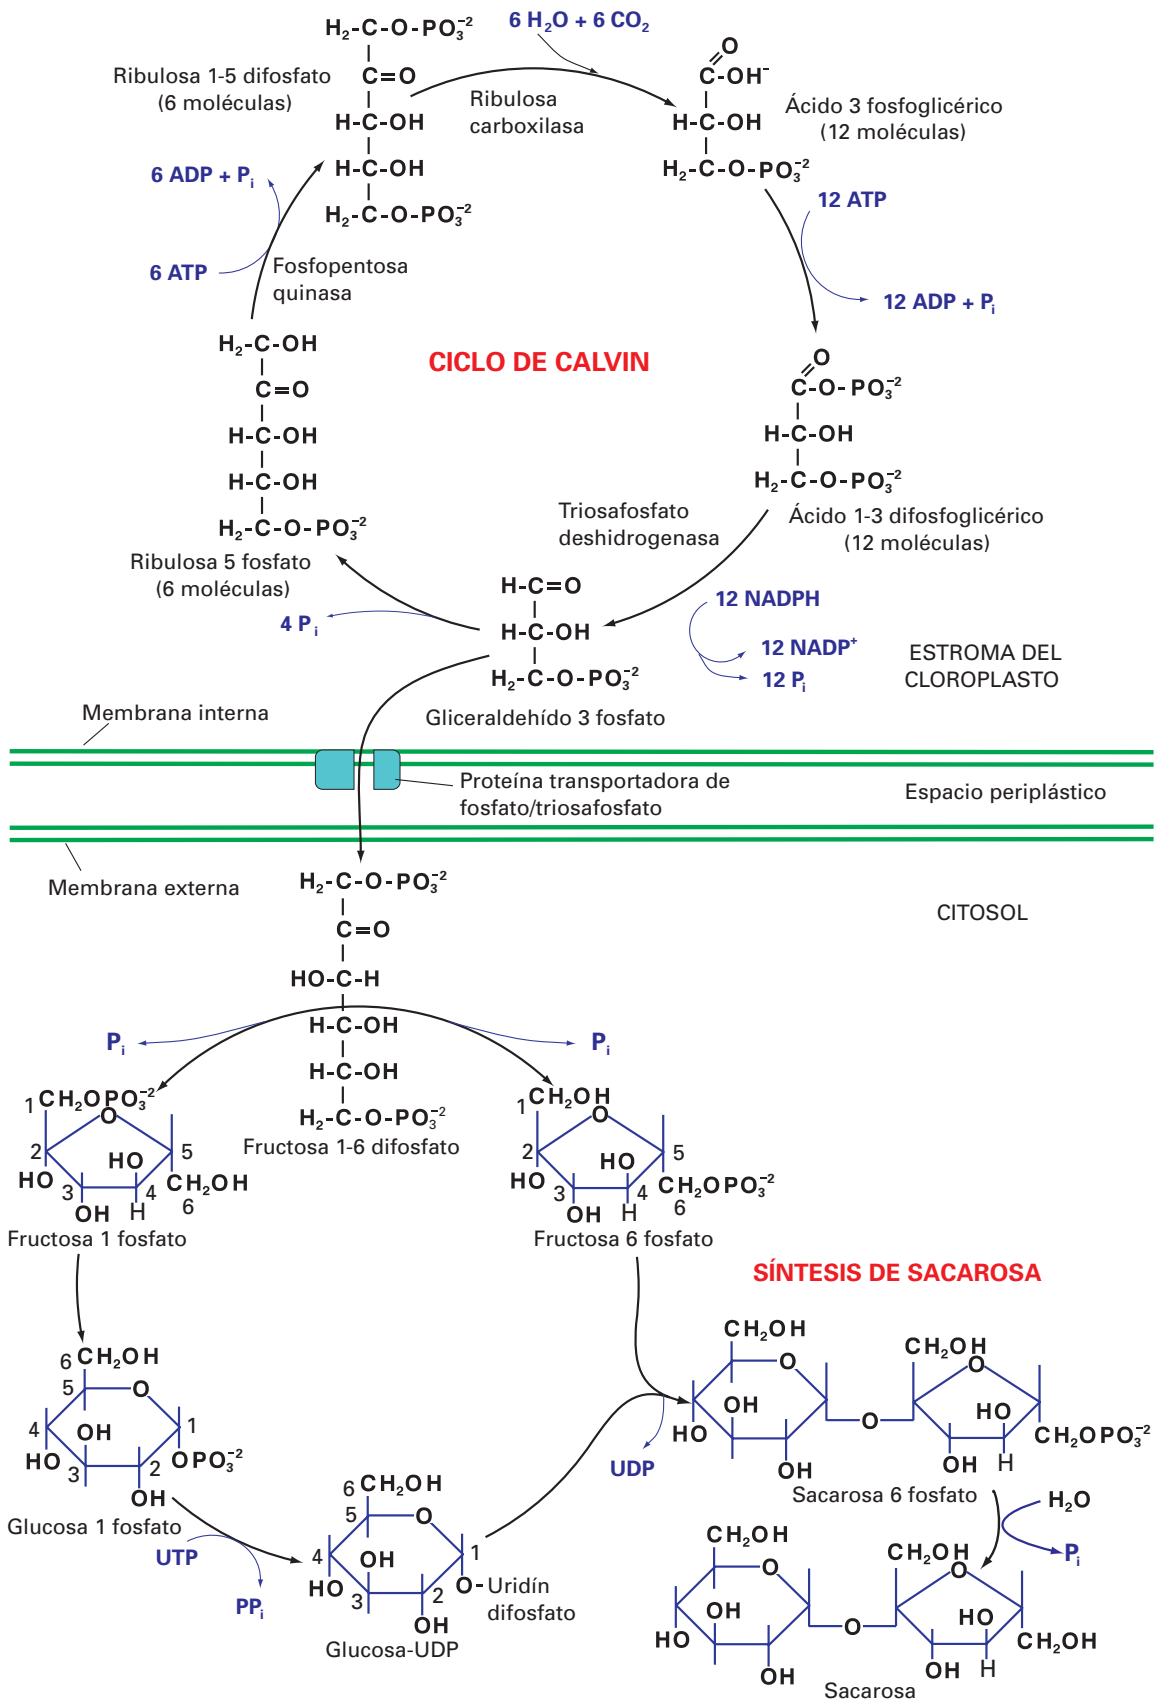 H₂-C-O-PO₃⁻²
C=O
H-C-OH
H-C-OH
H₂-C-O-PO₃⁻²
Ribulosa 1-5 difosfato
(6 moléculas)
6 H₂O + 6 CO₂
Ribulosa
carboxilasa
O
C-OH⁻
H-C-OH
H₂-C-O-PO₃⁻²
Ácido 3 fosfoglicérico
(12 moléculas)
12 ATP
12 ADP + Pᵢ
6 ADP + Pᵢ
6 ATP
Fosfopentosa
quinasa
CICLO DE CALVIN
H₂-C-OH
C=O
H-C-OH
H-C-OH
H₂-C-O-PO₃⁻²
Ribulosa 5 fosfato
(6 moléculas)
O
C-O-PO₃⁻²
H-C-OH
H₂-C-O-PO₃⁻²
Ácido 1-3 difosfoglicérico
(12 moléculas)
Triosafosfato
deshidrogenasa
12 NADPH
12 NADP⁺
12 Pᵢ
4 Pᵢ
H-C=O
H-C-OH
H₂-C-O-PO₃⁻²
Gliceraldehído 3 fosfato
ESTROMA DEL
CLOROPLASTO
Membrana interna
Proteína transportadora de
fosfato/triosafosfato
Espacio periplástico
Membrana externa
CITOSOL
H₂-C-O-PO₃⁻²
C=O
HO-C-H
H-C-OH
H-C-OH
H₂-C-O-PO₃⁻²
Fructosa 1-6 difosfato
Pᵢ
Pᵢ
1 CH₂OPO₃⁻²
O
2 HO 5
HO 3 4 CH₂OH
OH H 6
Fructosa 1 fosfato
CH₂OH
1 O
2 HO 5
HO 3 4 CH₂OPO₃⁻²
OH H 6
Fructosa 6 fosfato
SÍNTESIS DE SACAROSA
6 CH₂OH
5 O
4 OH 1
HO 3 2 OPO₃⁻²
OH
Glucosa 1 fosfato
UTP
PPᵢ
6 CH₂OH
5 O
4 OH 1
HO 3 2 O- Uridín
difosfato
OH
Glucosa-UDP
UDP
CH₂OH CH₂OH
O O
OH HO
HO O CH₂OPO₃⁻²
OH OH H
Sacarosa 6 fosfato
H₂O
Pᵢ
CH₂OH CH₂OH
O O
OH HO
HO O CH₂OH
OH OH H
Sacarosa